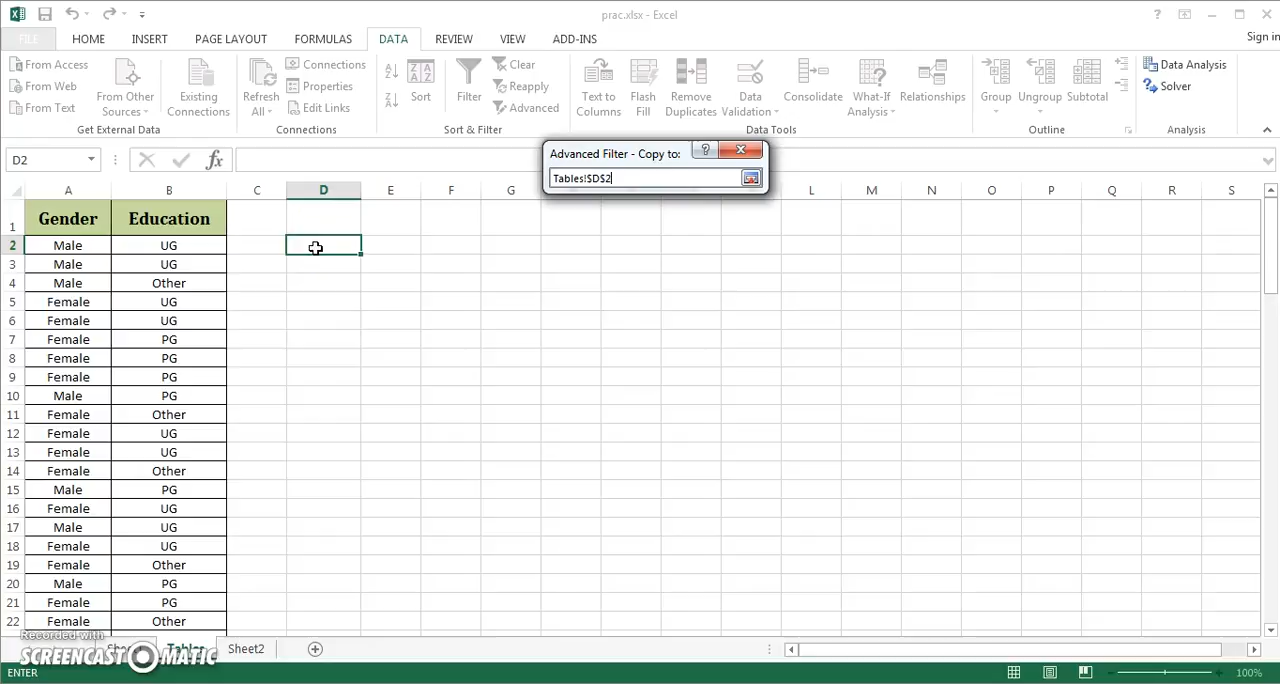 prac.xlsx - Excel
FILE HOME INSERT PAGE LAYOUT FORMULAS DATA REVIEW VIEW ADD-INS Sign in
From Access
From Web
From Text
From Other Sources
Existing Connections
Get External Data
Refresh All
Connections
Properties
Edit Links
Connections
Sort
Filter
Clear
Reapply
Advanced
Sort & Filter
Text to Columns
Flash Fill
Remove Duplicates
Data Validation
Consolidate
What-If Analysis
Relationships
Data Tools
Group
Ungroup
Subtotal
Outline
Data Analysis
Solver
Analysis
Advanced Filter - Copy to:
Tables!$D$2
D2
fx
A B C D E F G L M N O P Q R S
1 Gender Education
2 Male UG
3 Male UG
4 Male Other
5 Female UG
6 Female UG
7 Female PG
8 Female PG
9 Female PG
10 Male PG
11 Female Other
12 Female UG
13 Female UG
14 Female Other
15 Male PG
16 Female UG
17 Male UG
18 Female UG
19 Female Other
20 Male PG
21 Female PG
22 Female Other
Recorded with
SCREENCAST-O-MATIC
Tables Sheet2
ENTER 100%